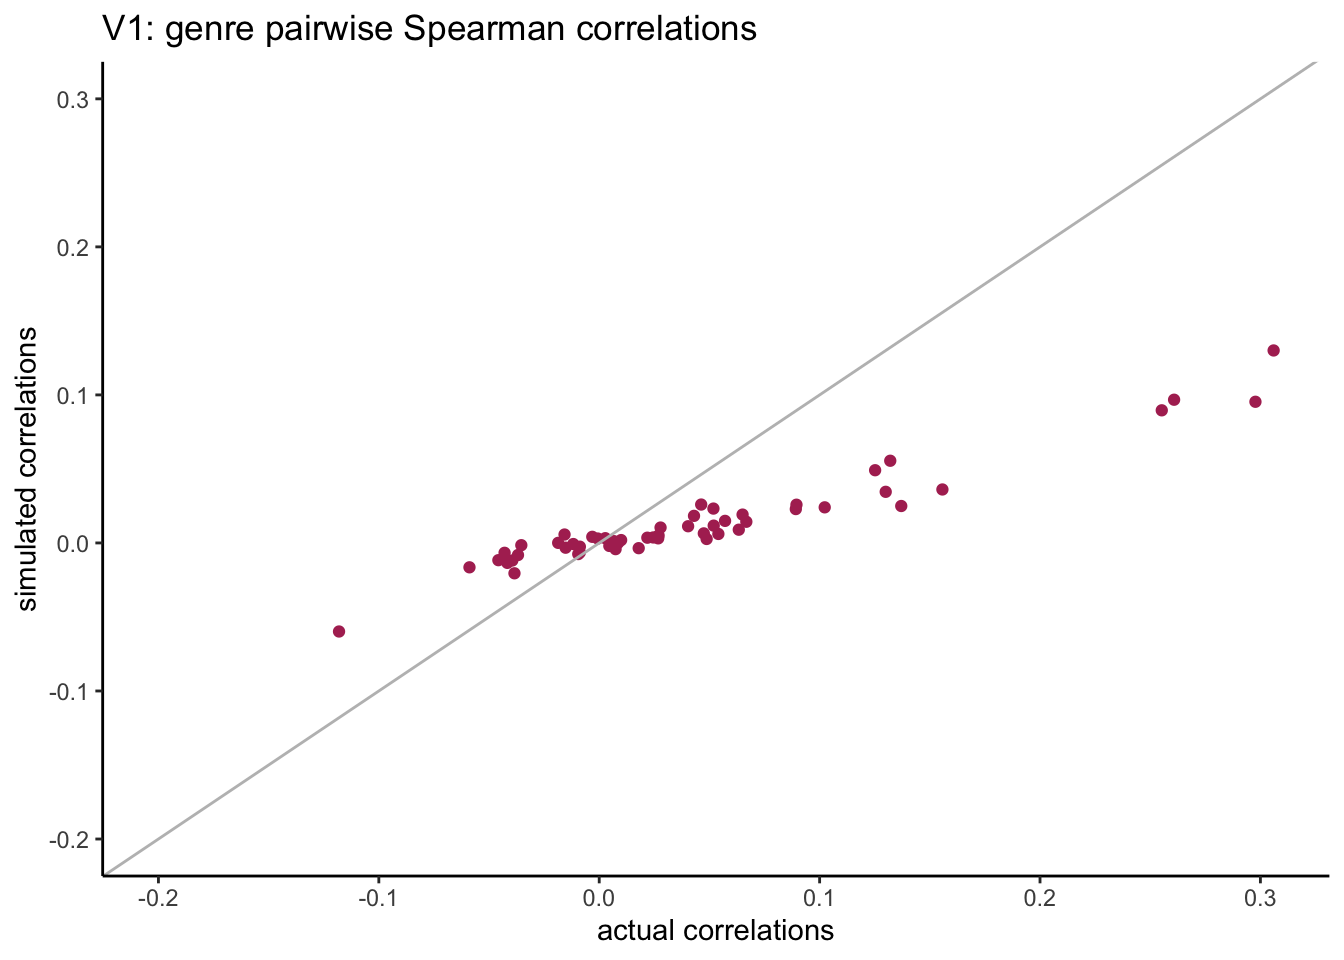 V1: genre pairwise Spearman correlations
0.3
0.2
0.1
0.0
-0.1
-0.2
simulated correlations
-0.2 -0.1 0.0 0.1 0.2 0.3
actual correlations